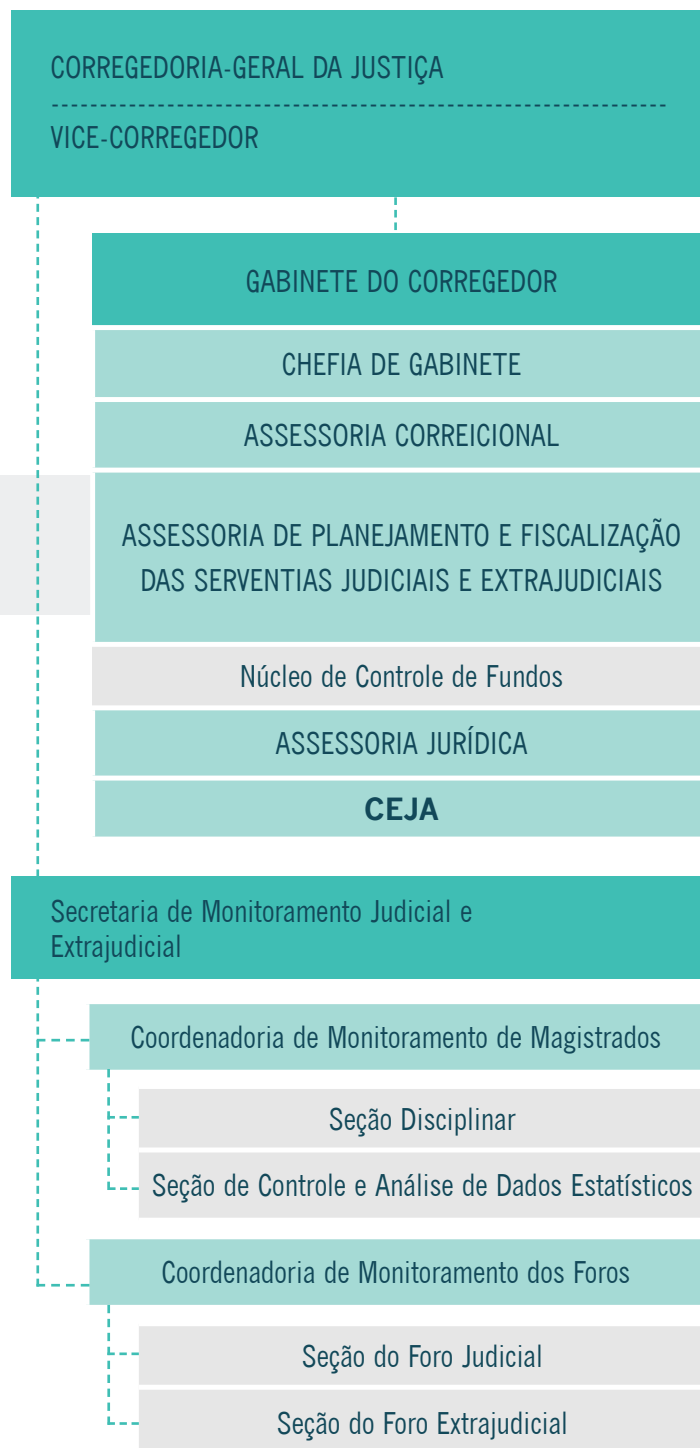 CORREGEDORIA-GERAL DA JUSTIÇA
VICE-CORREGEDOR
GABINETE DO CORREGEDOR
CHEFIA DE GABINETE
ASSESSORIA CORREICIONAL
ASSESSORIA DE PLANEJAMENTO E FISCALIZAÇÃO
DAS SERVENTIAS JUDICIAIS E EXTRAJUDICIAIS
Núcleo de Controle de Fundos
ASSESSORIA JURÍDICA
CEJA
Secretaria de Monitoramento Judicial e
Extrajudicial
Coordenadoria de Monitoramento de Magistrados
Seção Disciplinar
Seção de Controle e Análise de Dados Estatísticos
Coordenadoria de Monitoramento dos Foros
Seção do Foro Judicial
Seção do Foro Extrajudicial